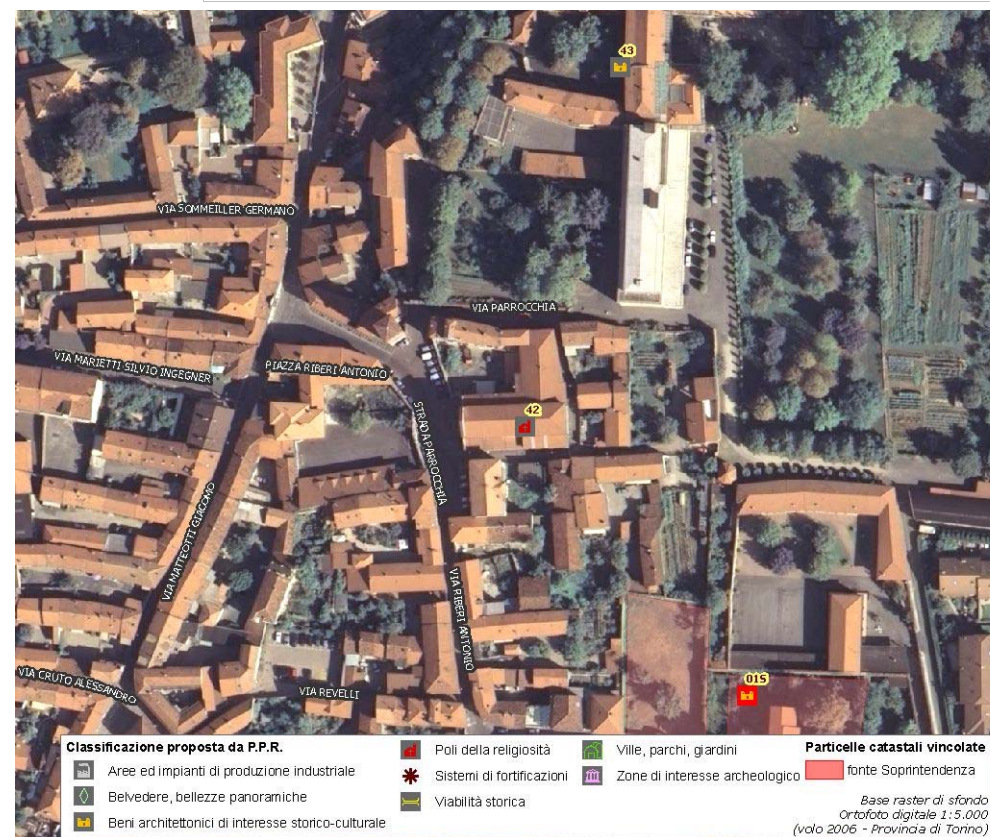 43
VIA SOMMEILLER GERMANO
VIA PARROCCHIA
VIA MARIETTI SILVIO INGEGNER
PIAZZA RIBERI ANTONIO
42
STRADA PARROCCHIA
VIA MATTEOTTI GIACOMO
VIA RIBERI ANTONIO
VIA CRUTO ALESSANDRO
VIA REVELLI
01S
Classificazione proposta da P.P.R.
Aree ed impianti di produzione industriale
Belvedere, bellezze panoramiche
Beni architettonici di interesse storico-culturale
Poli della religiosità
Sistemi di fortificazioni
Viabilità storica
Ville, parchi, giardini
Zone di interesse archeologico
Particelle catastali vincolate
fonte Soprintendenza
Base raster di sfondo
Ortofoto digitale 1:5.000
(volo 2006 - Provincia di Torino)